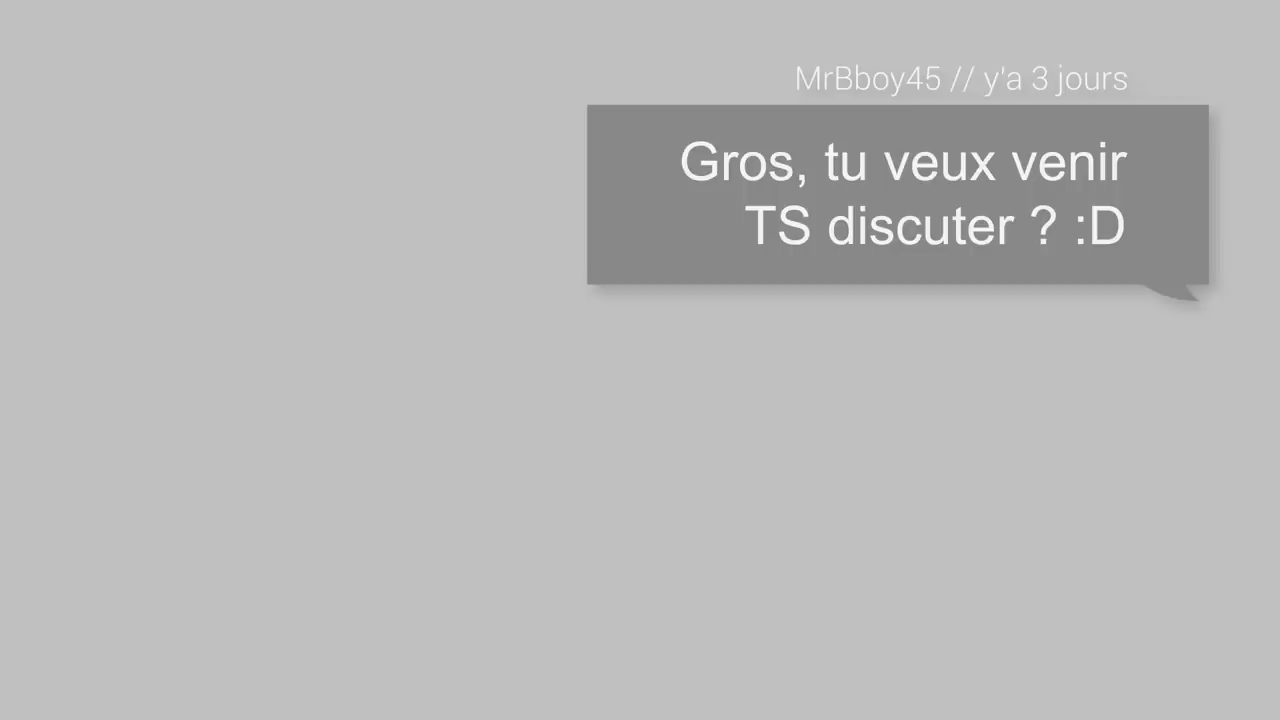 MrBboy45 // y'a 3 jours
Gros, tu veux venir
TS discuter ? :D